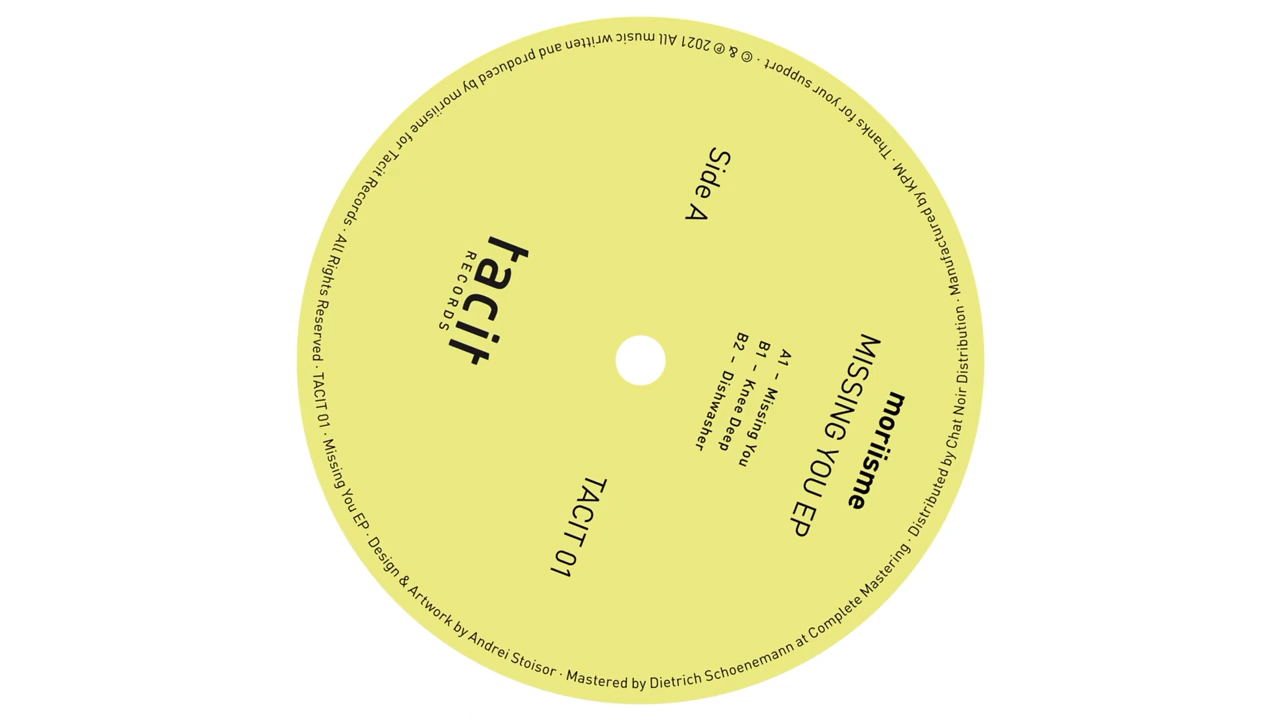 moriisme
MISSING YOU EP
A1 – Missing You
B1 – Knee Deep
B2 – Dishwasher
Side A
TACIT 01
tacit
RECORDS
© & ℗ 2021 All music written and produced by moriisme for Tacit Records · All Rights Reserved · TACIT 01 · Missing You EP · Design & Artwork by Andrei Stoisor · Mastered by Dietrich Schoenemann at Complete Mastering · Distributed by Chat Noir Distribution · Manufactured by KPM · Thanks for your support ·